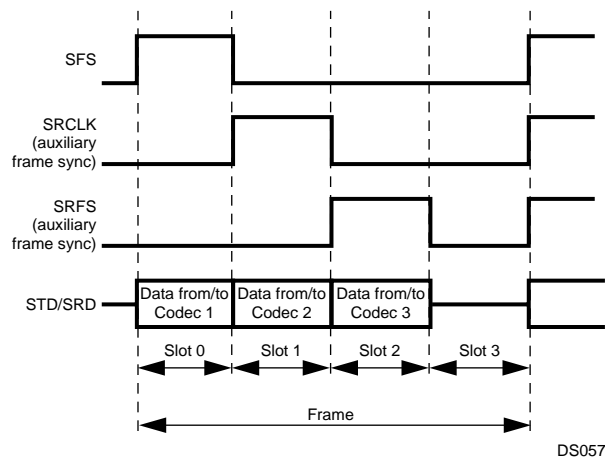 SFS
SRCLK
(auxiliary
frame sync)
SRFS
(auxiliary
frame sync)
STD/SRD
Data from/to
Codec 1
Data from/to
Codec 2
Data from/to
Codec 3
Slot 0
Slot 1
Slot 2
Slot 3
Frame
DS057